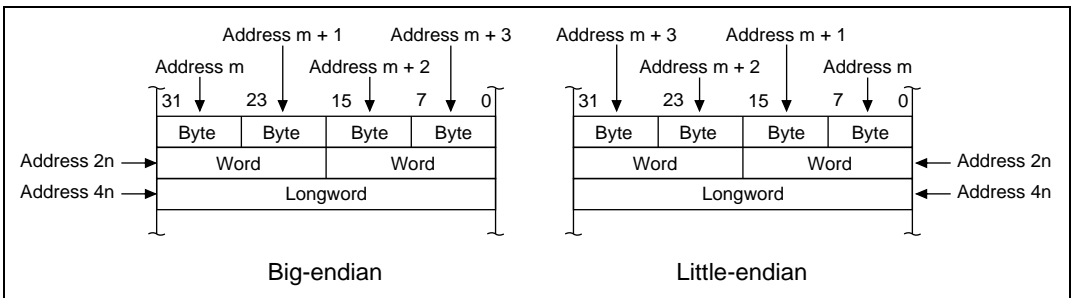 Address m + 1 Address m + 3 Address m + 3 Address m + 1
Address m Address m + 2 Address m + 2 Address m
31 23 15 7 0 31 23 15 7 0
Byte Byte Byte Byte Byte Byte Byte Byte
Address 2n Word Word Word Word Address 2n
Address 4n Longword Longword Address 4n
Big-endian Little-endian